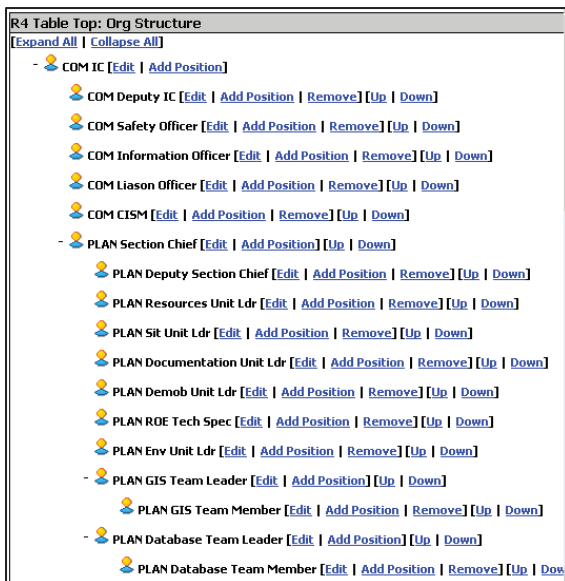 R4 Table Top: Org Structure
[Expand All | Collapse All]
- COM IC [Edit | Add Position]
COM Deputy IC [Edit | Add Position | Remove] [Up | Down]
COM Safety Officer [Edit | Add Position | Remove] [Up | Down]
COM Information Officer [Edit | Add Position | Remove] [Up | Down]
COM Liason Officer [Edit | Add Position | Remove] [Up | Down]
COM CISM [Edit | Add Position | Remove] [Up | Down]
- PLAN Section Chief [Edit | Add Position] [Up | Down]
PLAN Deputy Section Chief [Edit | Add Position | Remove] [Up | Down]
PLAN Resources Unit Ldr [Edit | Add Position | Remove] [Up | Down]
PLAN Sit Unit Ldr [Edit | Add Position | Remove] [Up | Down]
PLAN Documentation Unit Ldr [Edit | Add Position | Remove] [Up | Down]
PLAN Demob Unit Ldr [Edit | Add Position | Remove] [Up | Down]
PLAN ROE Tech Spec [Edit | Add Position | Remove] [Up | Down]
PLAN Env Unit Ldr [Edit | Add Position | Remove] [Up | Down]
- PLAN GIS Team Leader [Edit | Add Position] [Up | Down]
PLAN GIS Team Member [Edit | Add Position | Remove] [Up | Down]
- PLAN Database Team Leader [Edit | Add Position] [Up | Down]
PLAN Database Team Member [Edit | Add Position | Remove] [Up | Dow